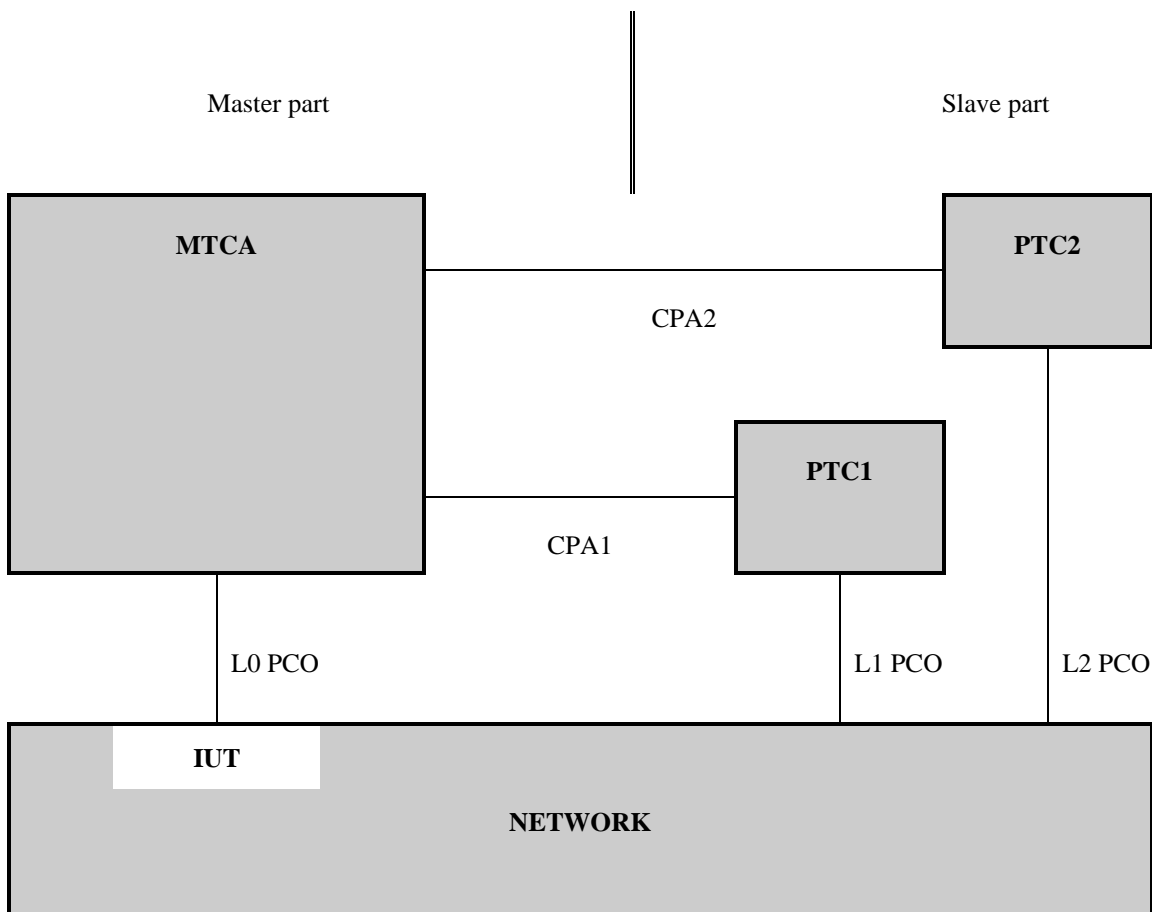 Master part
Slave part
MTCA
PTC2
CPA2
PTC1
CPA1
L0 PCO
L1 PCO
L2 PCO
IUT
NETWORK